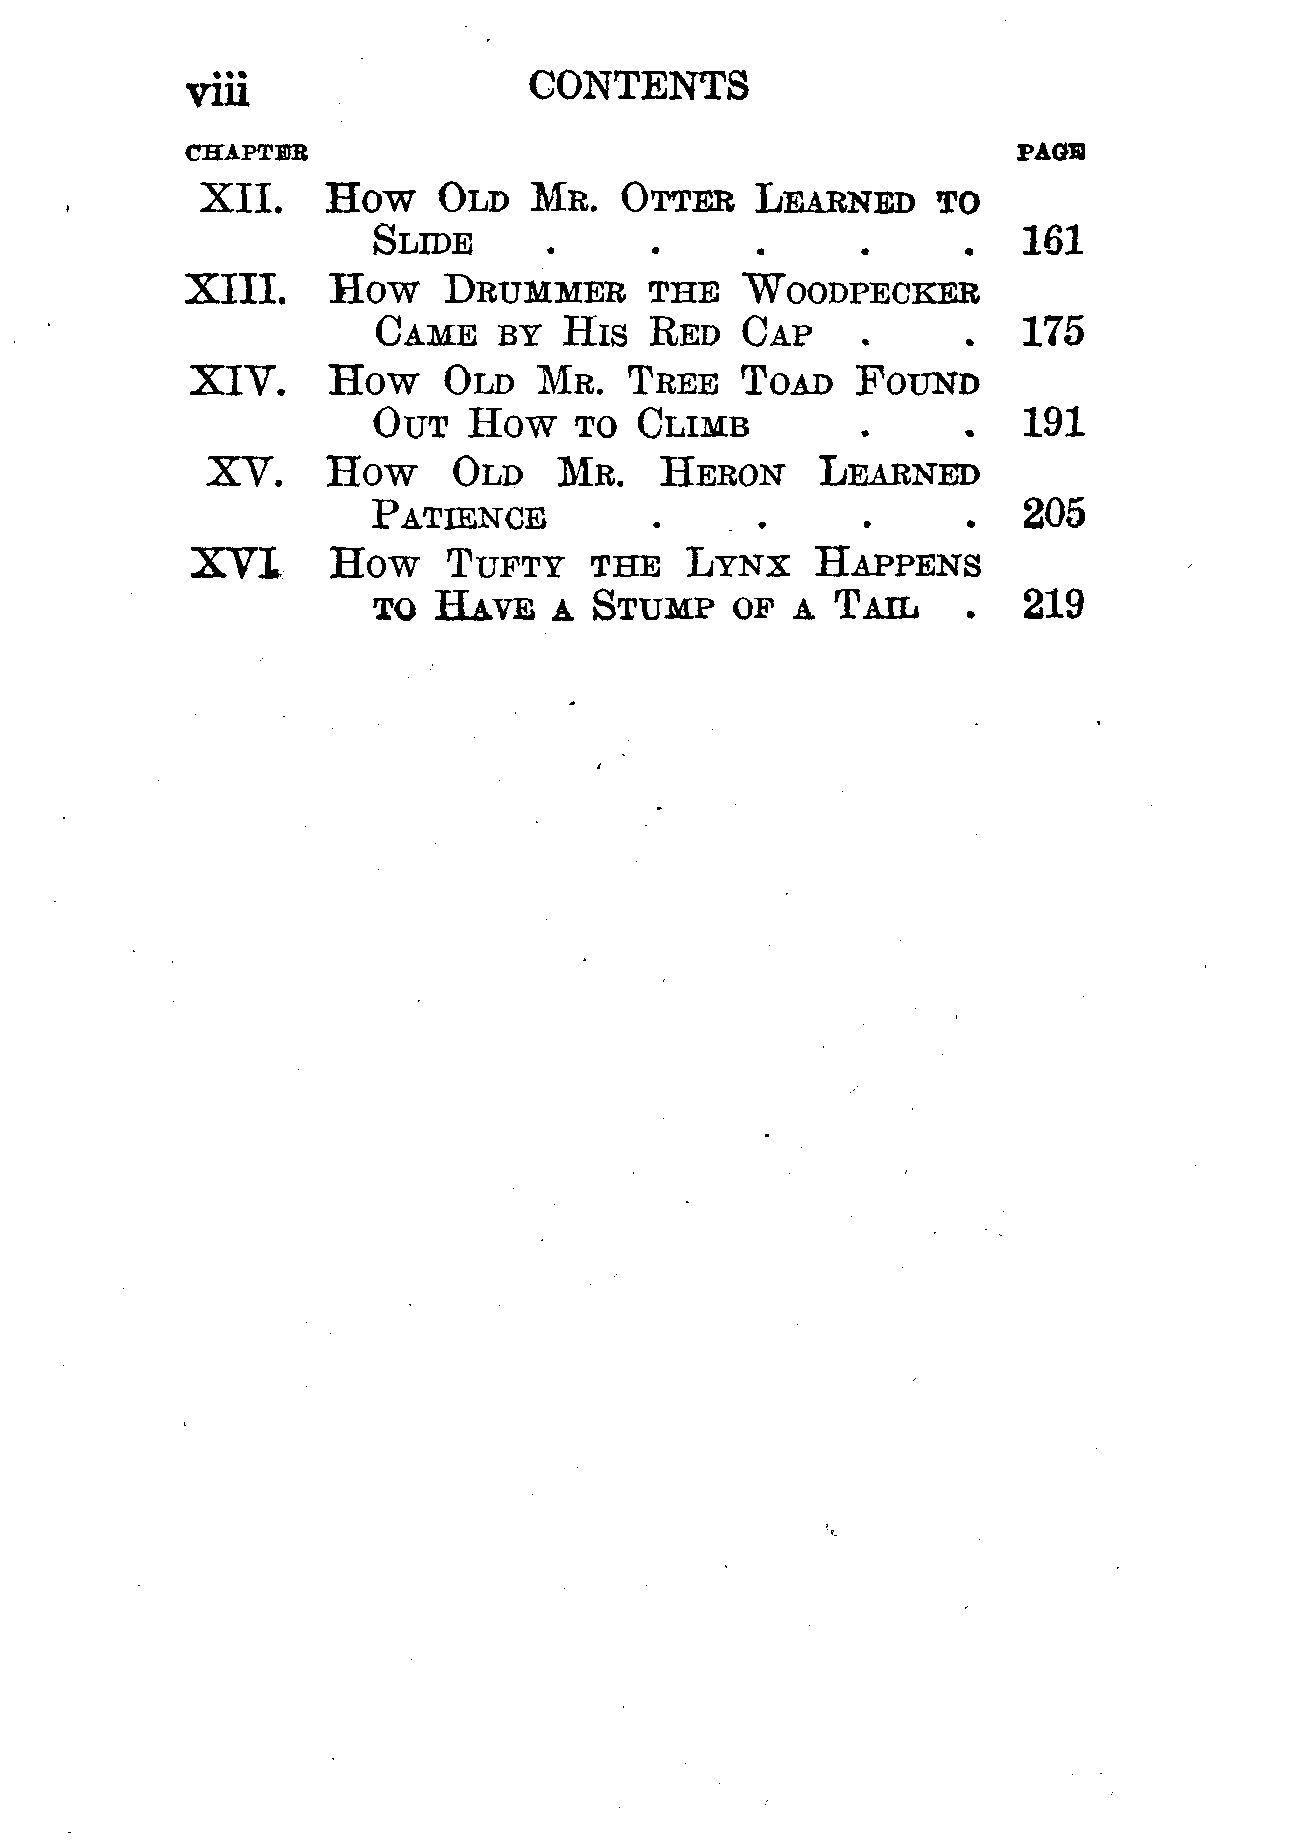 viii CONTENTS
CHAPTER PAGE
XII. How Old Mr. Otter Learned to
Slide . . . . . 161
XIII. How Drummer the Woodpecker
Came by His Red Cap . . 175
XIV. How Old Mr. Tree Toad Found
Out How to Climb . . 191
XV. How Old Mr. Heron Learned
Patience . . . . 205
XVI. How Tufty the Lynx Happens
to Have a Stump of a Tail . 219